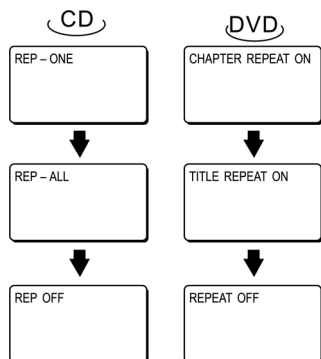 CD
DVD
REP – ONE
CHAPTER REPEAT ON
REP – ALL
TITLE REPEAT ON
REP OFF
REPEAT OFF